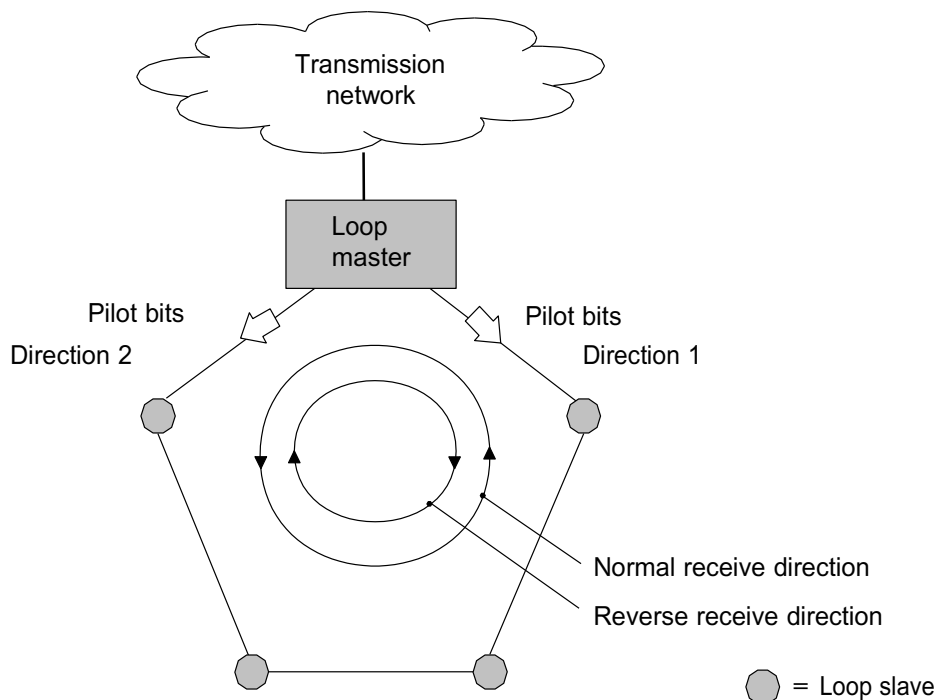 Transmission
network
Loop
master
Pilot bits
Direction 2
Pilot bits
Direction 1
Normal receive direction
Reverse receive direction
= Loop slave